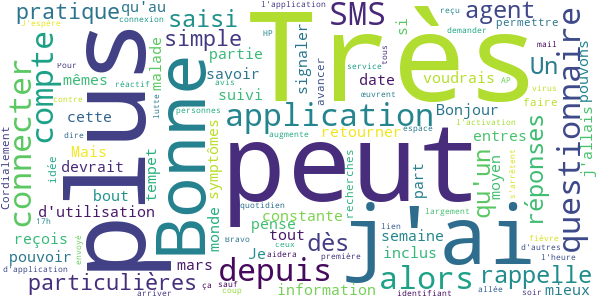 pratique
qu'au
connexion
saisi
l'application
SMS
reçu
agent
permettre
J'espère
si
demander
Très
HP
simple
signaler
tous
mail
Un
plus
compte
malade
partie
avancer
service
connecter
Pour
mêmes
réactif
savoir
avis
date
voudrais
AP
virus
faire
questionnaire
pouvons
j'allais
contre
lutte
suivi
œuvrent
Bonjour
Bonne
application
l'activation
Cordialement
cette
personnes
dire
retourner
espace
entres
Mais
symptômes
peut
qu'un
moyen
réponses
idée
devrait
tempet
recherches
part
l'arrêtent
bout
monde
quotidien
constante
largement
d'utilisation
j'ai
17h
pense
dès
lien
semaine
d'autres
reçois
Bravo
ceux
première
inclus
fièvre
Je
tout
l'heure
pouvoir
envoyé
mars
aidera
depuis
alors
rappelle
d'application
ça
sauf
augmente
particulières
coup
information
identifiant
allée
mieux
arriver
soir